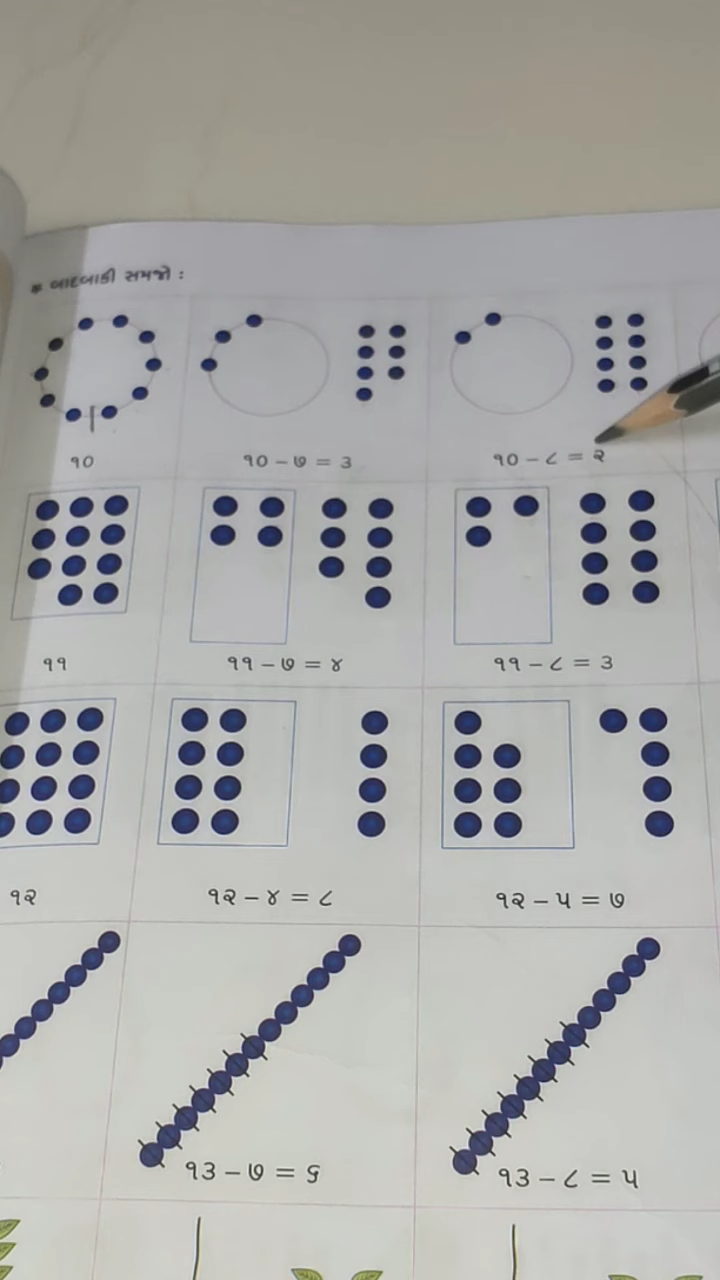 * બાદબાકી સમજો :
૧૦
૧૦ – ૭ = ૩
૧૦ – ૮ = ૨
૧૧
૧૧ – ૭ = ૪
૧૧ – ૮ = ૩
૧૨
૧૨ – ૪ = ૮
૧૨ – ૫ = ૭
૧૩ – ૭ = ૬
૧૩ – ૮ = ૫